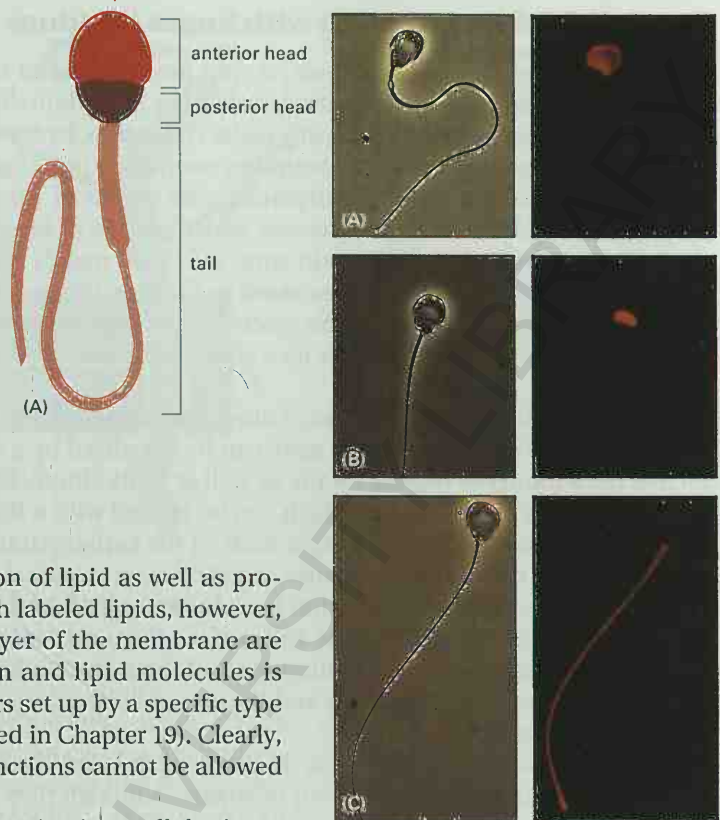 anterior head
posterior head
tail
(A)
(A)
(B)
(C)
on of lipid as well as pro-
h labeled lipids, however,
yer of the membrane are
n and lipid molecules is
rs set up by a specific type
ed in Chapter 19). Clearly,
nctions cannot be allowed
VERSITY LIBRARY